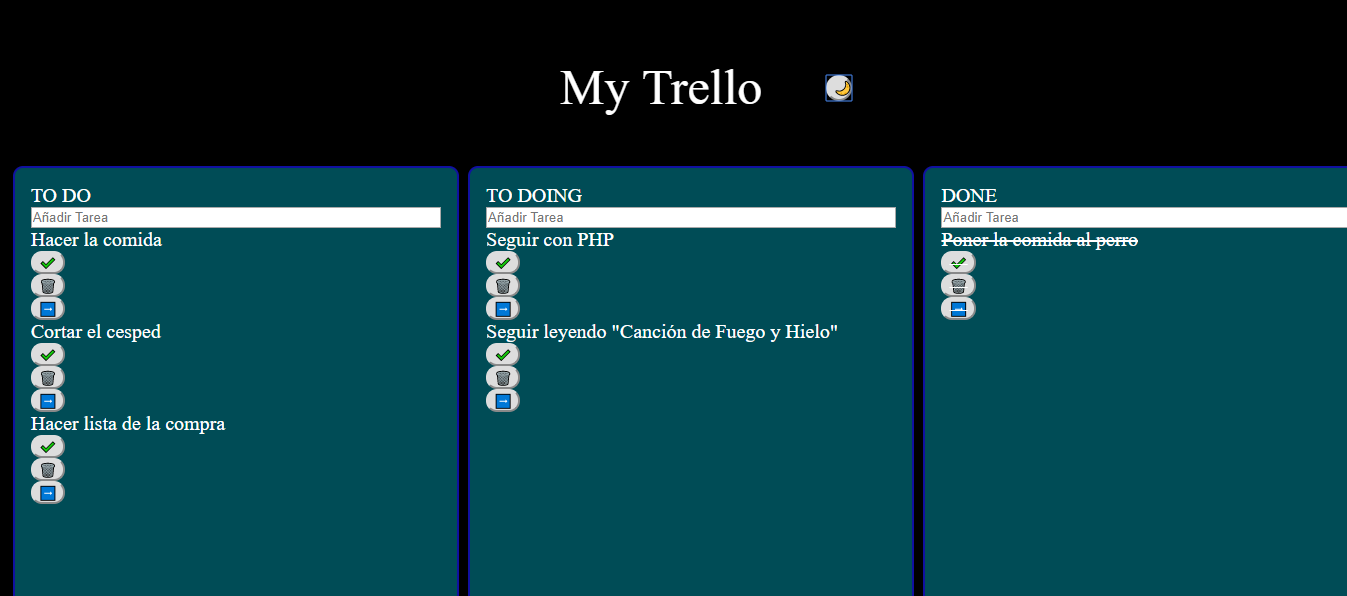 My Trello
TO DO
Añadir Tarea
Hacer la comida
Cortar el cesped
Hacer lista de la compra
TO DOING
Añadir Tarea
Seguir con PHP
Seguir leyendo "Canción de Fuego y Hielo"
DONE
Añadir Tarea
Poner la comida al perro